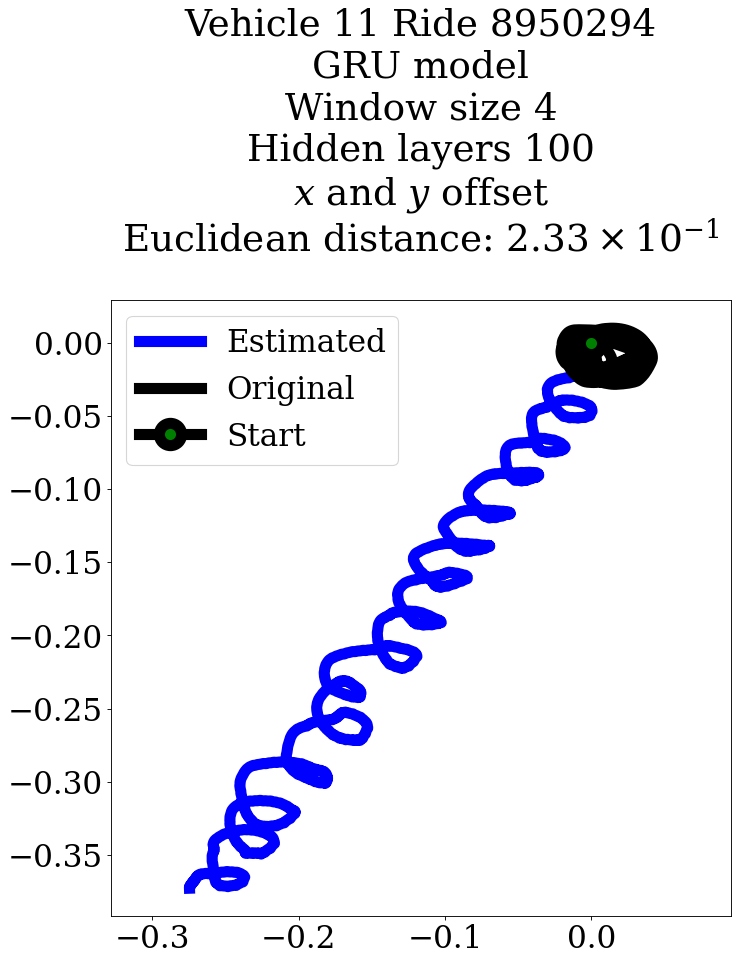 Vehicle 11 Ride 8950294
GRU model
Window size 4
Hidden layers 100
x and y offset
Euclidean distance: 2.33 × 10⁻¹
Estimated
Original
Start
0.00
−0.05
−0.10
−0.15
−0.20
−0.25
−0.30
−0.35
−0.3
−0.2
−0.1
0.0